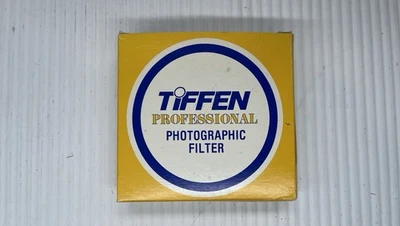 TiFFEN
PROFESSIONAL
PHOTOGRAPHIC
FILTER